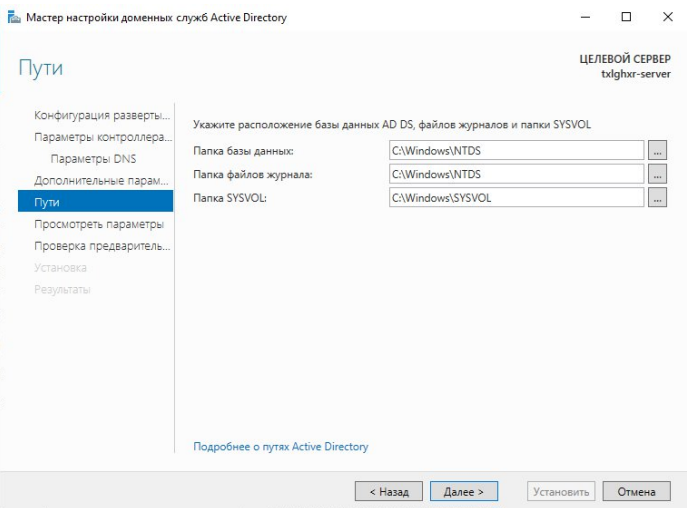 Мастер настройки доменных служб Active Directory
Пути
ЦЕЛЕВОЙ СЕРВЕР
txlghxr-server
Конфигурация разверты...
Параметры контроллера...
Параметры DNS
Дополнительные парам...
Пути
Просмотреть параметры
Проверка предваритель...
Установка
Результаты
Укажите расположение базы данных AD DS, файлов журналов и папки SYSVOL
Папка базы данных: C:\Windows\NTDS ...
Папка файлов журнала: C:\Windows\NTDS ...
Папка SYSVOL: C:\Windows\SYSVOL ...
Подробнее о путях Active Directory
< Назад Далее > Установить Отмена